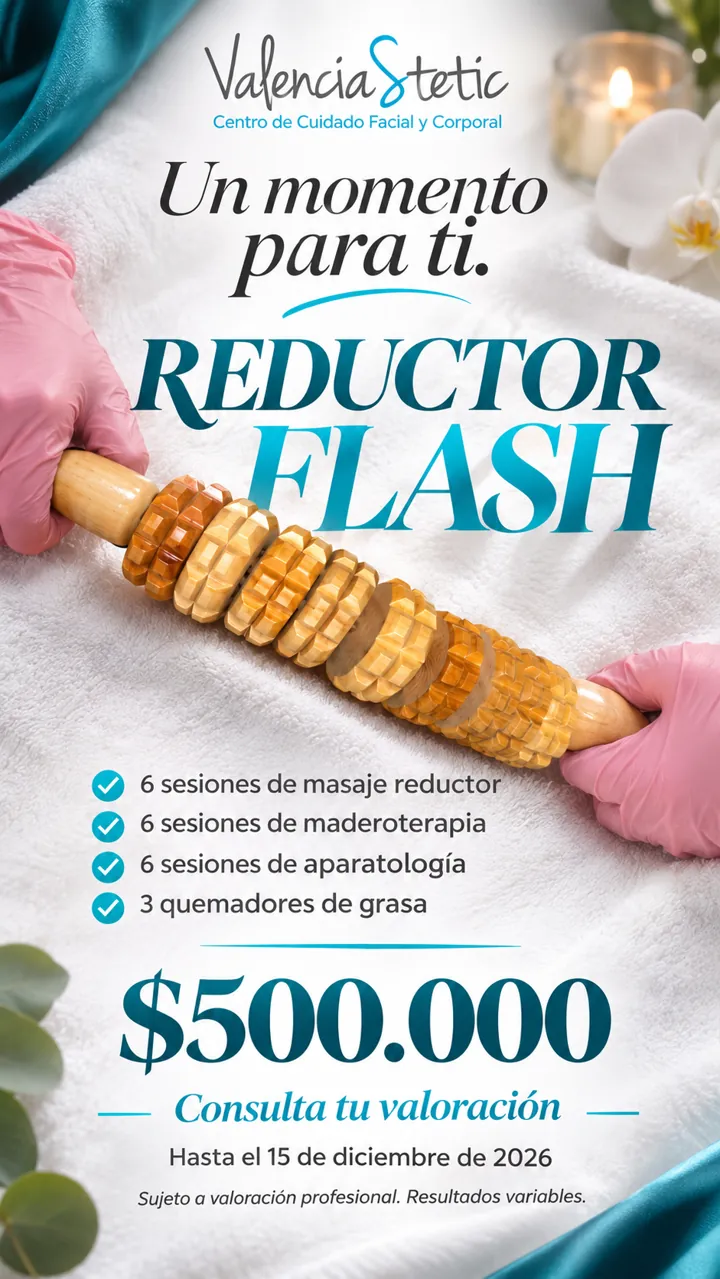 ValenciaStetic
Centro de Cuidado Facial y Corporal
Un momento
para ti.
REDUCTOR
FLASH
6 sesiones de masaje reductor
6 sesiones de maderoterapia
6 sesiones de aparatología
3 quemadores de grasa
$500.000
Consulta tu valoración
Hasta el 15 de diciembre de 2026
Sujeto a valoración profesional. Resultados variables.